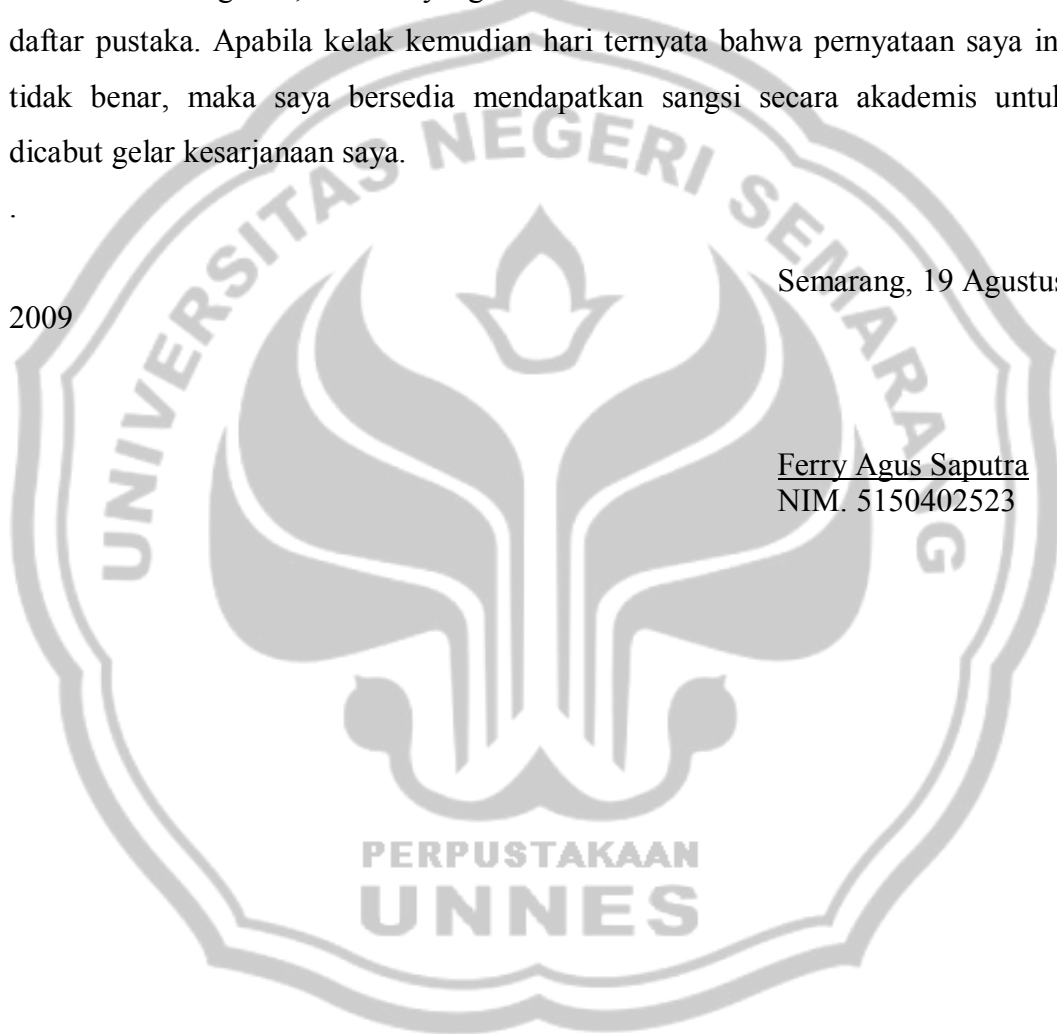 daftar pustaka. Apabila kelak kemudian hari ternyata bahwa pernyataan saya in
tidak benar, maka saya bersedia mendapatkan sangsi secara akademis untuk
dicabut gelar kesarjanaan saya.
.
Semarang, 19 Agustus
2009
Ferry Agus Saputra
NIM. 5150402523
UNIVERSITAS NEGERI SEMARANG
PERPUSTAKAAN
UNNES